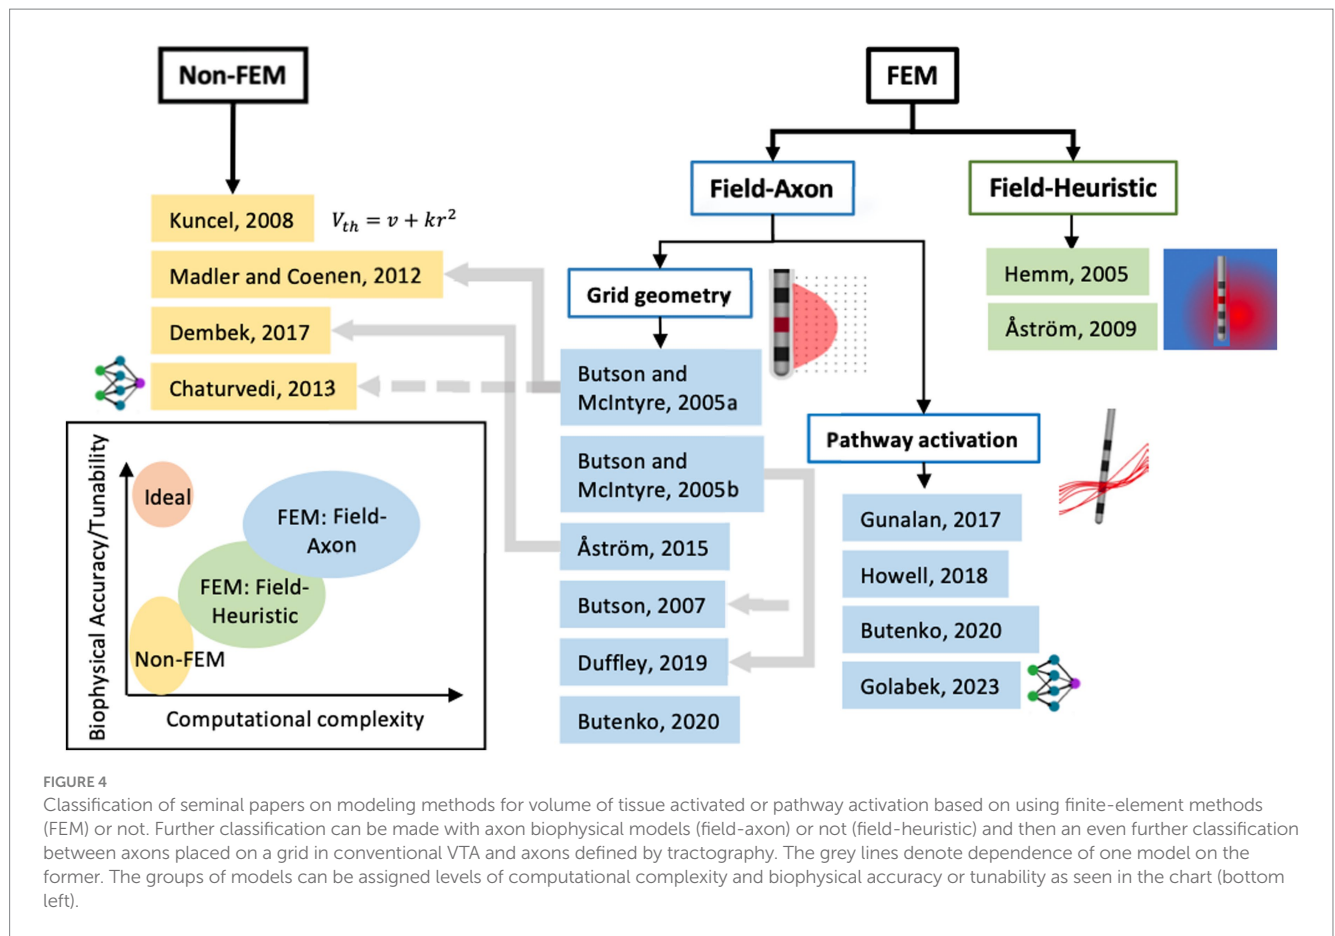 Non-FEM
FEM
Field-Axon
Field-Heuristic
Kuncel, 2008
V_th = v + kr²
Madler and Coenen, 2012
Dembek, 2017
Chaturvedi, 2013
Grid geometry
Hemm, 2005
Åström, 2009
Butson and
McIntyre, 2005a
Butson and
McIntyre, 2005b
Åström, 2015
Butson, 2007
Duffley, 2019
Butenko, 2020
Pathway activation
Gunalan, 2017
Howell, 2018
Butenko, 2020
Golabek, 2023
Biophysical Accuracy/Tunability
Ideal
FEM: Field-
Axon
FEM: Field-
Heuristic
Non-FEM
Computational complexity
FIGURE 4
Classification of seminal papers on modeling methods for volume of tissue activated or pathway activation based on using finite-element methods
(FEM) or not. Further classification can be made with axon biophysical models (field-axon) or not (field-heuristic) and then an even further classification
between axons placed on a grid in conventional VTA and axons defined by tractography. The grey lines denote dependence of one model on the
former. The groups of models can be assigned levels of computational complexity and biophysical accuracy or tunability as seen in the chart (bottom
left).